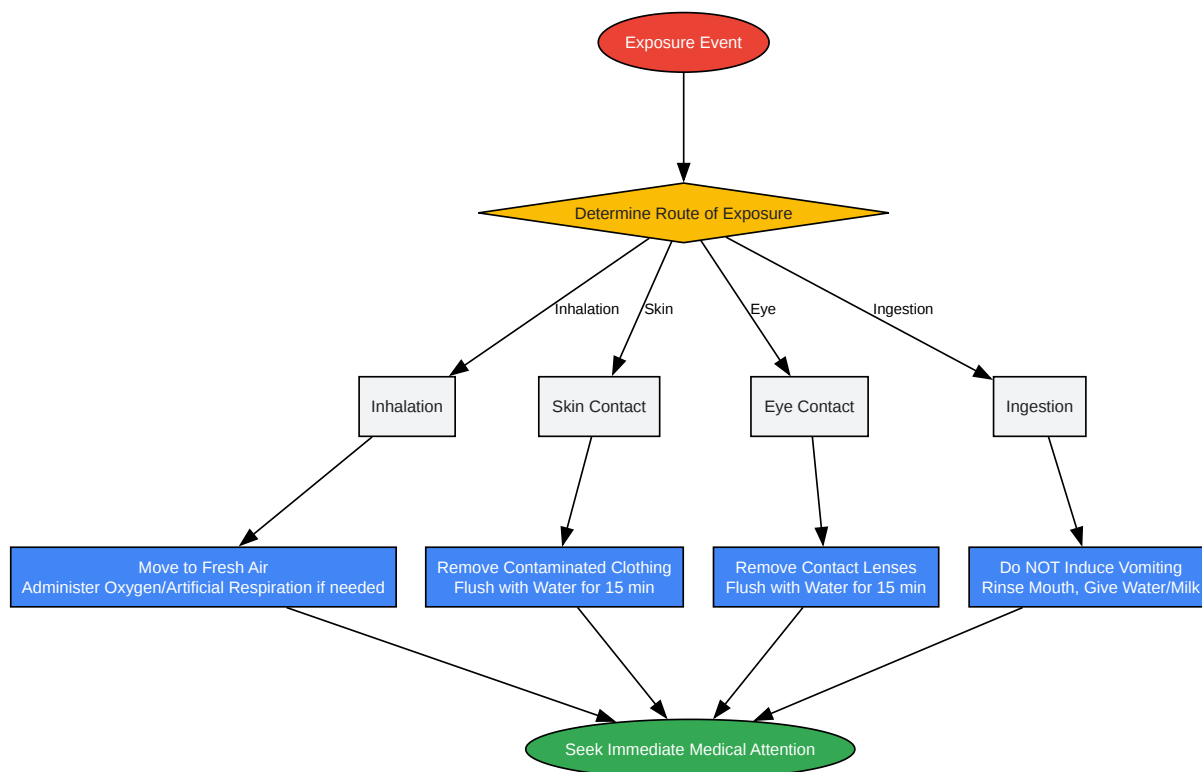 Exposure Event
Determine Route of Exposure
Inhalation
Skin
Eye
Ingestion
Inhalation
Skin Contact
Eye Contact
Ingestion
Move to Fresh Air
Administer Oxygen/Artificial Respiration if needed
Remove Contaminated Clothing
Flush with Water for 15 min
Remove Contact Lenses
Flush with Water for 15 min
Do NOT Induce Vomiting
Rinse Mouth, Give Water/Milk
Seek Immediate Medical Attention